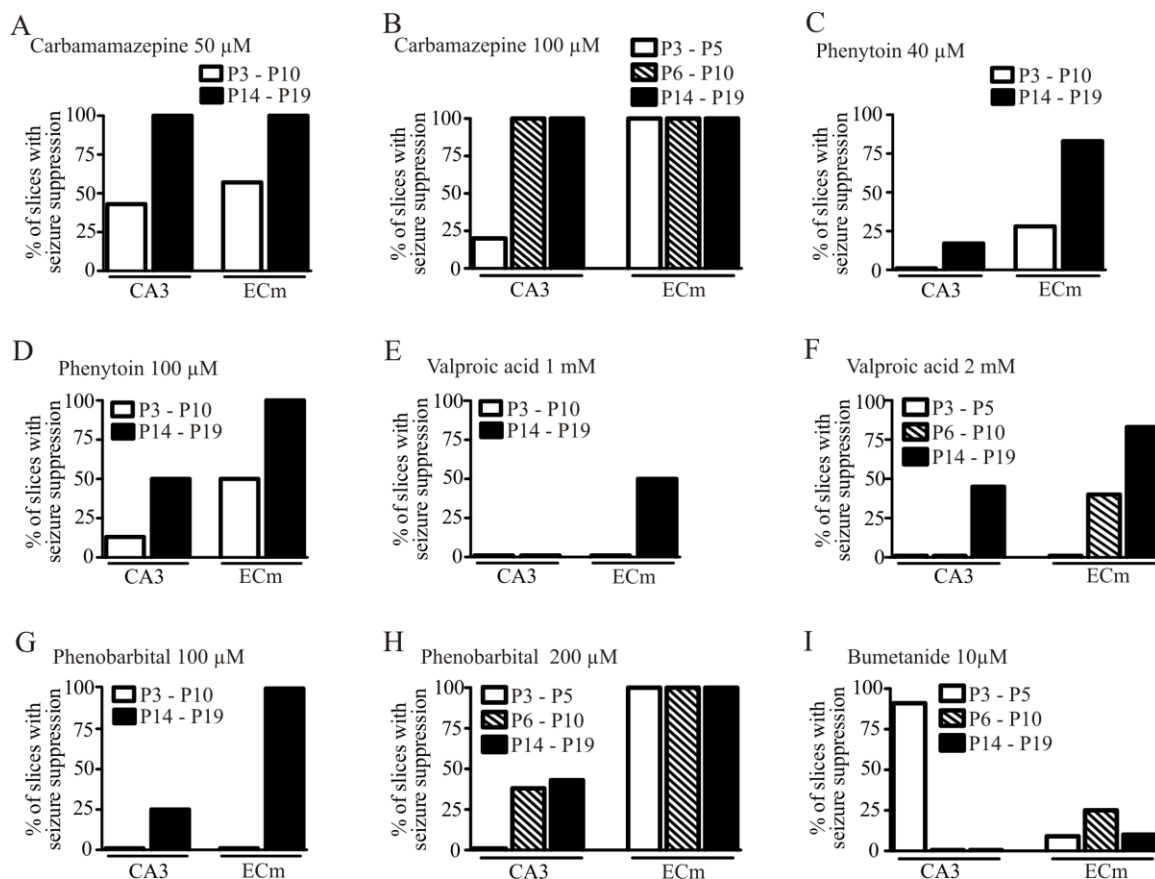 A
Carbamamazepine 50 µM
P3 - P10
P14 - P19
% of slices with
seizure suppression
100
75
50
25
0
CA3
ECm
B
Carbamazepine 100 µM
P3 - P5
P6 - P10
P14 - P19
% of slices with
seizure suppression
100
75
50
25
0
CA3
ECm
C
Phenytoin 40 µM
P3 - P10
P14 - P19
% of slices with
seizure suppression
100
75
50
25
0
CA3
ECm
D
Phenytoin 100 µM
P3 - P10
P14 - P19
% of slices with
seizure suppression
100
75
50
25
0
CA3
ECm
E
Valproic acid 1 mM
P3 - P10
P14 - P19
% of slices with
seizure suppression
100
75
50
25
0
CA3
ECm
F
Valproic acid 2 mM
P3 - P5
P6 - P10
P14 - P19
% of slices with
seizure suppression
100
75
50
25
0
CA3
ECm
G
Phenobarbital 100 µM
P3 - P10
P14 - P19
% of slices with
seizure suppression
100
75
50
25
0
CA3
ECm
H
Phenobarbital 200 µM
P3 - P5
P6 - P10
P14 - P19
% of slices with
seizure suppression
100
75
50
25
0
CA3
ECm
I
Bumetanide 10µM
P3 - P5
P6 - P10
P14 - P19
% of slices with
seizure suppression
100
75
50
25
0
CA3
ECm